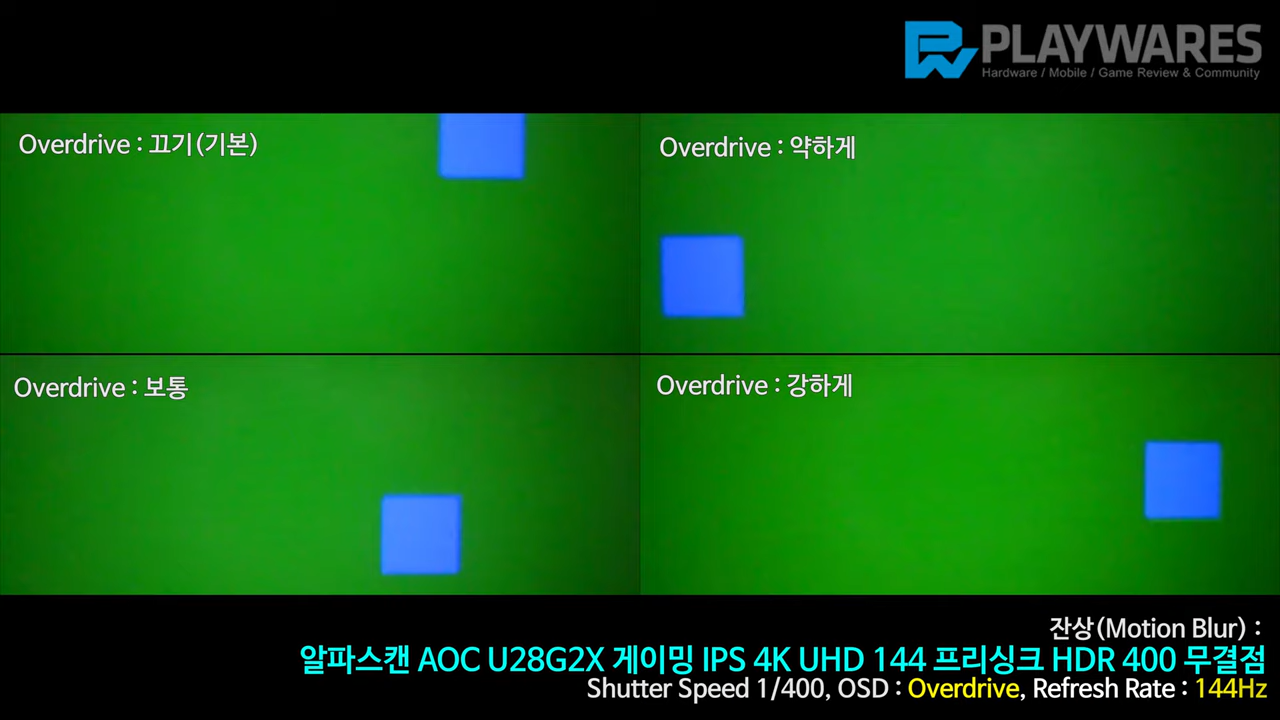 PLAYWARES
Hardware / Mobile / Game Review & Community
Overdrive : 끄기(기본)
Overdrive : 약하게
Overdrive : 보통
Overdrive : 강하게
잔상(Motion Blur) :
알파스캔 AOC U28G2X 게이밍 IPS 4K UHD 144 프리싱크 HDR 400 무결점
Shutter Speed 1/400, OSD : Overdrive, Refresh Rate : 144Hz